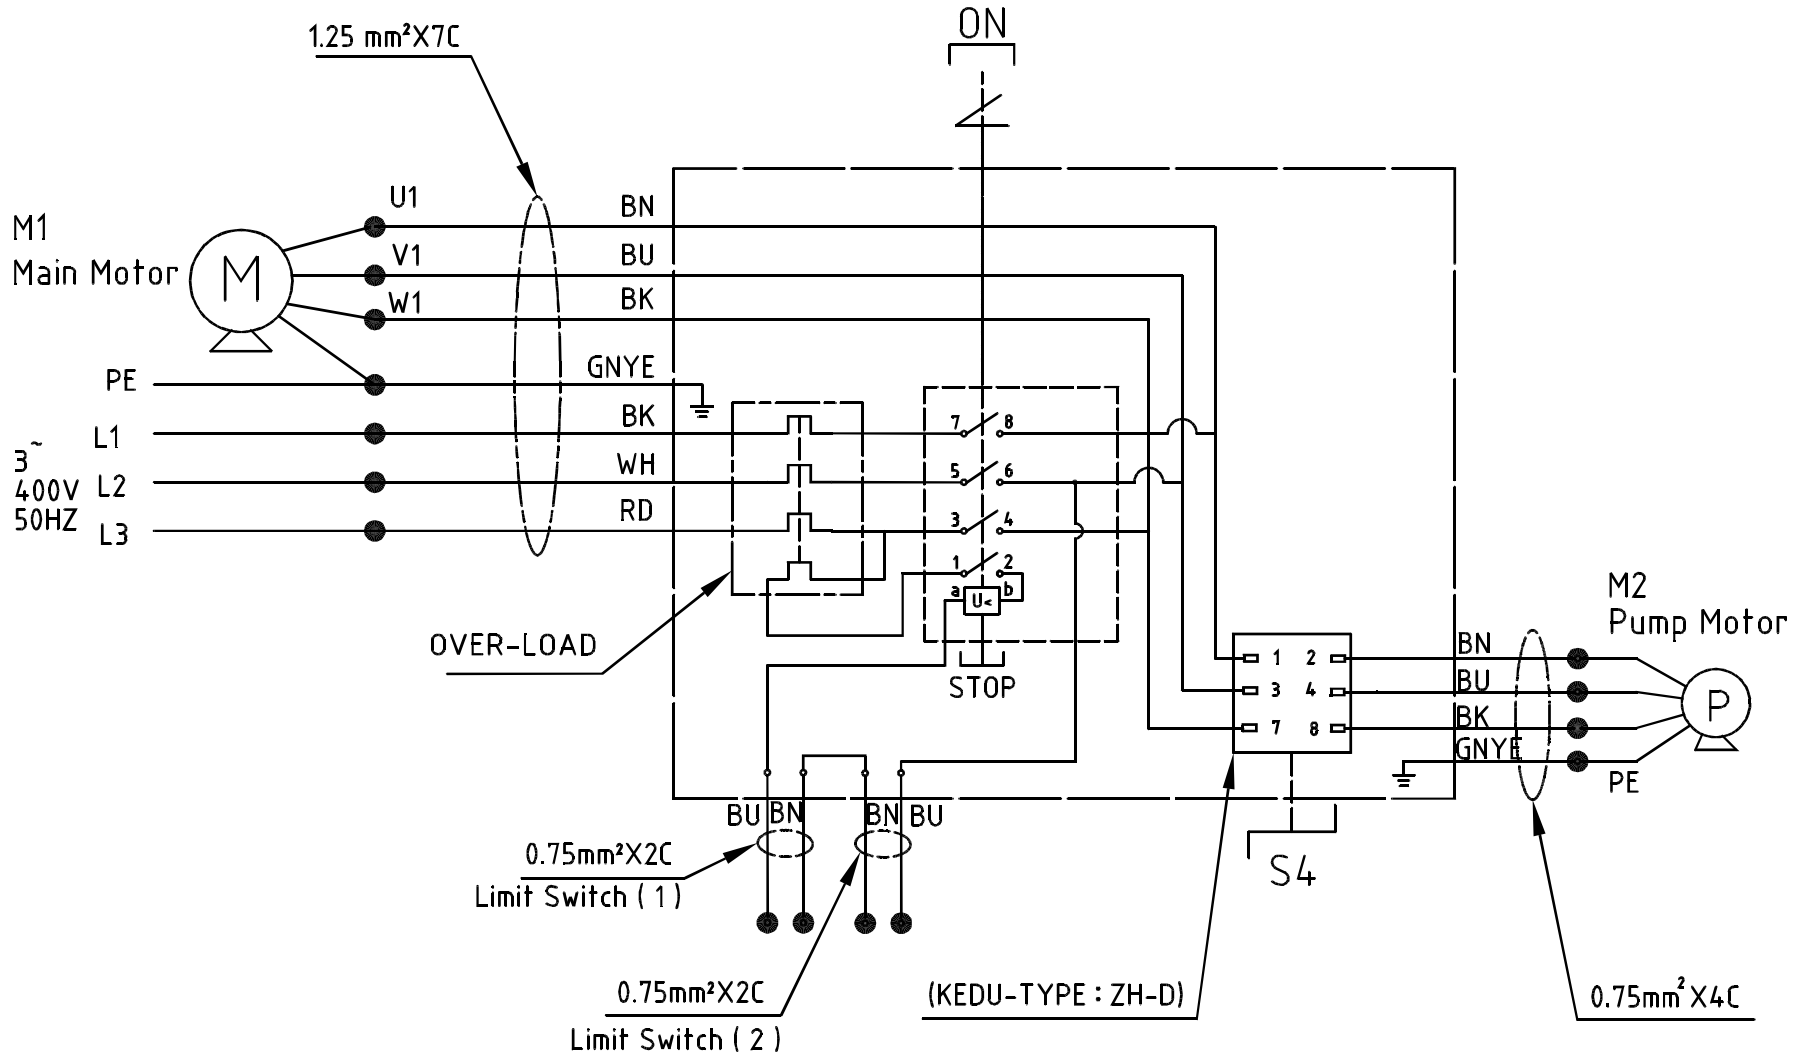 ON
1.25 mm²X7C
M1
Main Motor
M
U1
BN
V1
BU
W1
BK
PE
GNYE
3~
400V
50HZ
L1
BK
L2
WH
L3
RD
7 8
5 6
3 4
1 2
a b
U<
STOP
OVER-LOAD
1 2
3 4
7 8
BN
BU
BK
GNYE
PE
M2
Pump Motor
P
BU BN
BN BU
0.75mm²X2C
Limit Switch ( 1 )
0.75mm²X2C
Limit Switch ( 2 )
S4
(KEDU-TYPE : ZH-D)
0.75mm² X4C